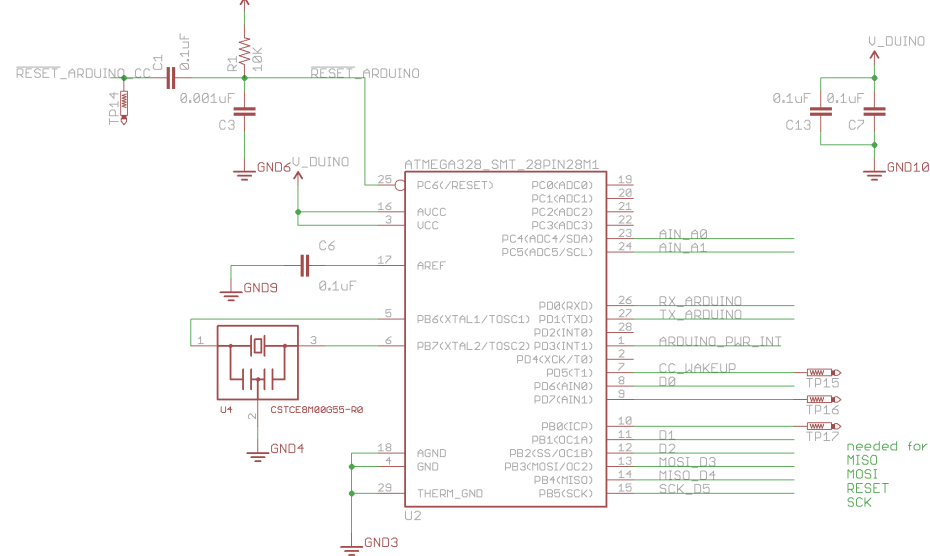 V_DUINO
C1
0.1uF
R1
10K
RESET_ARDUINO_CC
RESET_ARDUINO
TP14
0.001uF
C3
GND6
V_DUINO
0.1uF
0.1uF
C13
C7
GND10
ATMEGA328_SMT_28PIN28M1
25 PC6(/RESET) PC0(ADC0) 19
PC1(ADC1) 20
16 AVCC PC2(ADC2) 21
3 VCC PC3(ADC3) 22
PC4(ADC4/SDA) 23 AIN_A0
PC5(ADC5/SCL) 24 AIN_A1
C6
17 AREF
0.1uF
GND9
PD0(RXD) 26 RX_ARDUINO
5 PB6(XTAL1/TOSC1) PD1(TXD) 27 TX_ARDUINO
PD2(INT0) 28
1 3 6 PB7(XTAL2/TOSC2) PD3(INT1) 1 ARDUINO_PWR_INT
PD4(XCK/T0) 2
PD5(T1) 7 CC_WAKEUP
TP15
PD6(AIN0) 8 D0
PD7(AIN1) 9
TP16
U4 CSTCE8M00G55-R0
2
PB0(ICP) 10
TP17
PB1(OC1A) 11 D1
GND4
18 AGND PB2(SS/OC1B) 12 D2
4 GND PB3(MOSI/OC2) 13 MOSI_D3
PB4(MISO) 14 MISO_D4
29 THERM_GND PB5(SCK) 15 SCK_D5
needed for
MISO
MOSI
RESET
SCK
U2
GND3